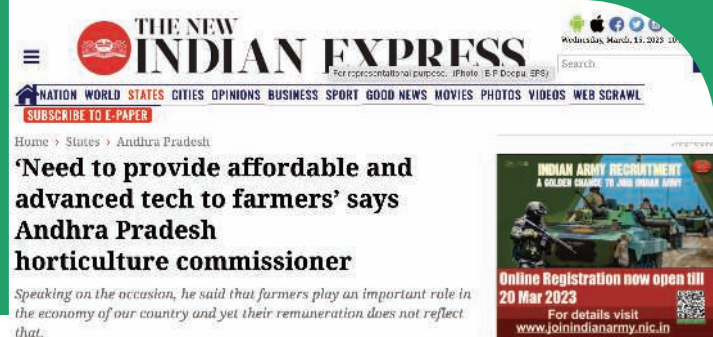 THE NEW
INDIAN EXPRESS
Wednesday, March, 15, 2023
For representational purpose. (Photo | B P Deepu, EPS)
Search
NATION WORLD STATES CITIES OPINIONS BUSINESS SPORT GOOD NEWS MOVIES PHOTOS VIDEOS WEB SCRAWL
SUBSCRIBE TO E-PAPER
Home › States › Andhra Pradesh
‘Need to provide affordable and
advanced tech to farmers’ says
Andhra Pradesh
horticulture commissioner
Speaking on the occasion, he said that farmers play an important role in
the economy of our country and yet their remuneration does not reflect
that.
INDIAN ARMY RECRUITMENT
A GOLDEN CHANCE TO JOIN INDIAN ARMY
Online Registration now open till
20 Mar 2023
For details visit
www.joinindianarmy.nic.in